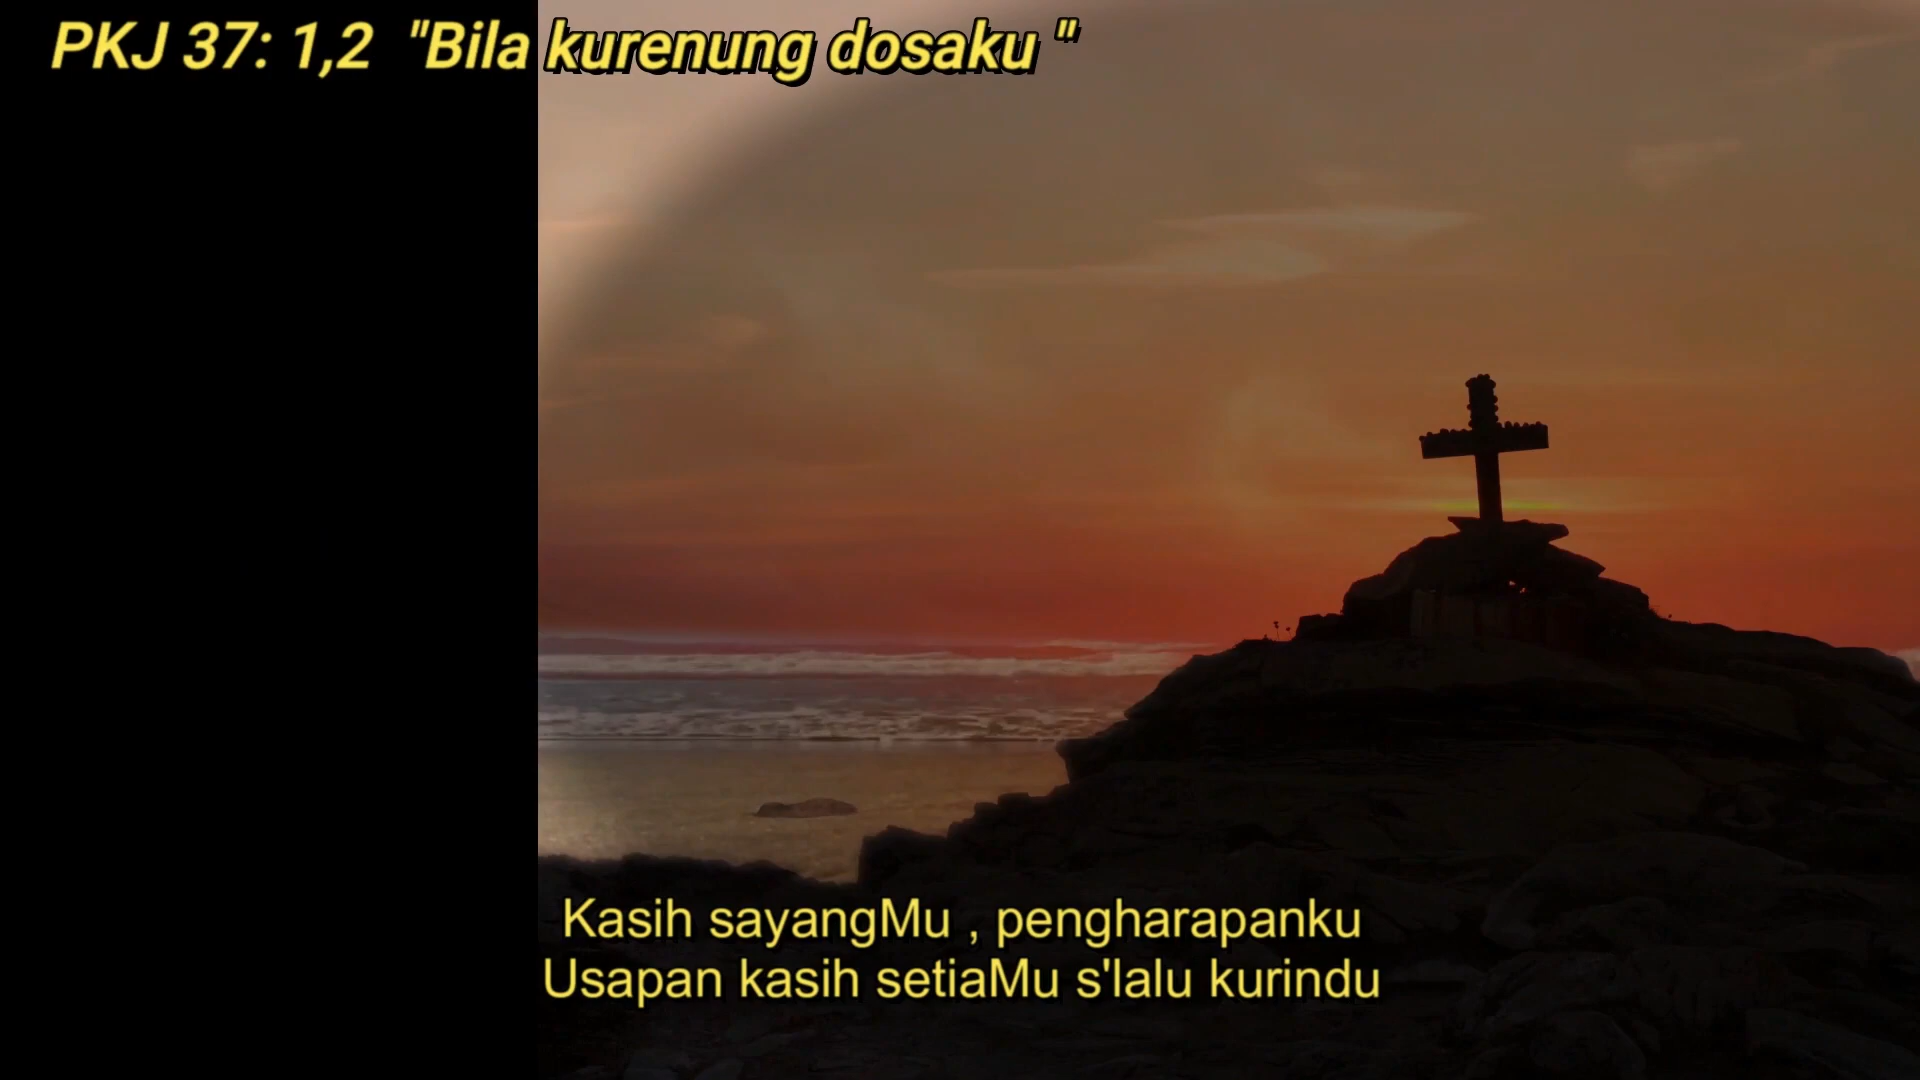 PKJ 37: 1,2 "Bila kurenung dosaku "
Kasih sayangMu , pengharapanku
Usapan kasih setiaMu s'lalu kurindu